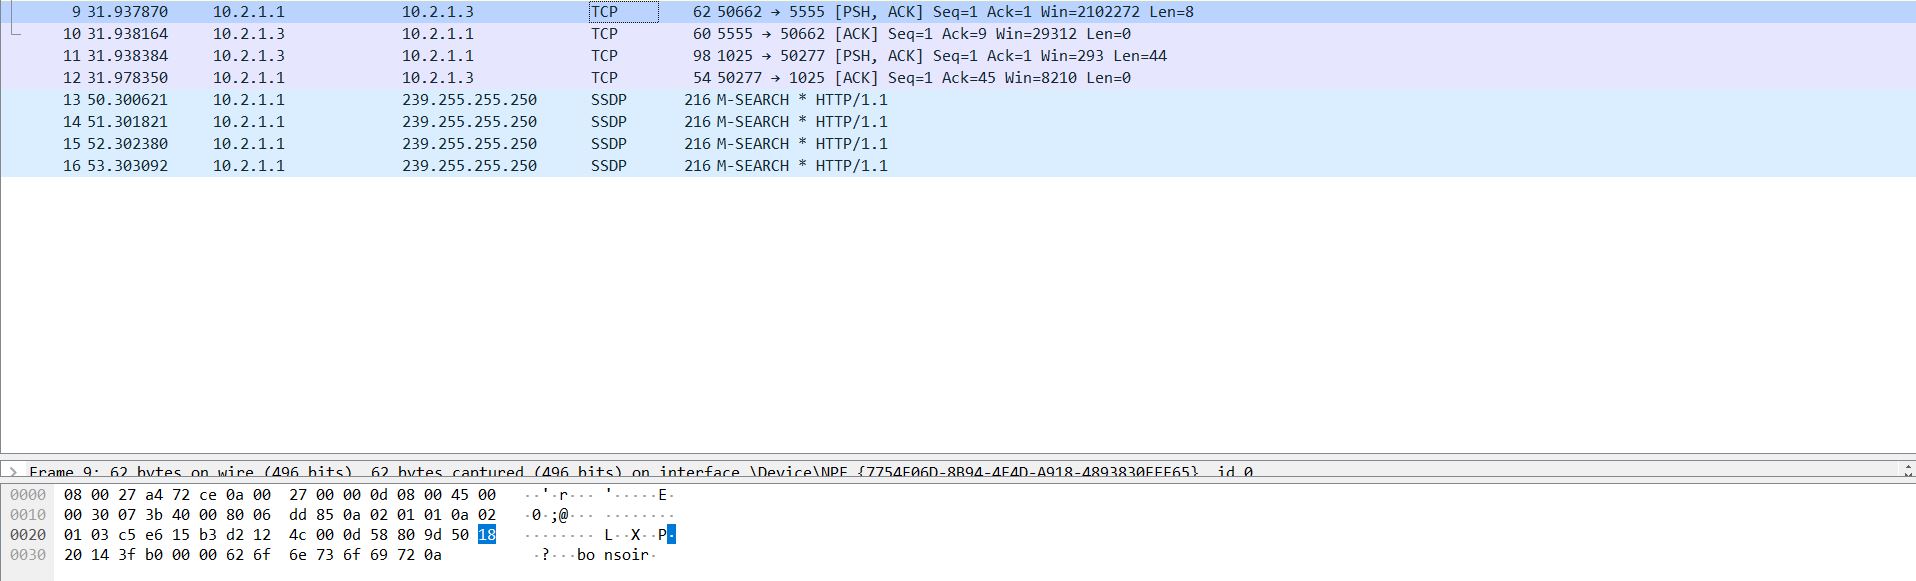 9 31.937870 10.2.1.1 10.2.1.3 TCP 62 50662 → 5555 [PSH, ACK] Seq=1 Ack=1 Win=2102272 Len=8
10 31.938164 10.2.1.3 10.2.1.1 TCP 60 5555 → 50662 [ACK] Seq=1 Ack=9 Win=29312 Len=0
11 31.938384 10.2.1.3 10.2.1.1 TCP 98 1025 → 50277 [PSH, ACK] Seq=1 Ack=1 Win=293 Len=44
12 31.978350 10.2.1.1 10.2.1.3 TCP 54 50277 → 1025 [ACK] Seq=1 Ack=45 Win=8210 Len=0
13 50.300621 10.2.1.1 239.255.255.250 SSDP 216 M-SEARCH * HTTP/1.1
14 51.301821 10.2.1.1 239.255.255.250 SSDP 216 M-SEARCH * HTTP/1.1
15 52.302380 10.2.1.1 239.255.255.250 SSDP 216 M-SEARCH * HTTP/1.1
16 53.303092 10.2.1.1 239.255.255.250 SSDP 216 M-SEARCH * HTTP/1.1
Frame 9: 62 bytes on wire (496 bits), 62 bytes captured (496 bits) on interface id 0
0000 08 00 27 a4 72 ce 0a 00 27 00 00 0d 08 00 45 00 ··'·r··· '·····E·
0010 00 30 07 3b 40 00 80 06 dd 85 0a 02 01 01 0a 02 ·0·;@··· ········
0020 01 03 c5 e6 15 b3 d2 12 4c 00 0d 58 80 9d 50 18 ········ L··X··P·
0030 20 14 3f b0 00 00 62 6f 6e 73 6f 69 72 0a ·?···bo nsoir·